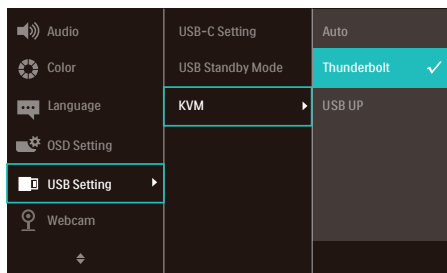 Audio
Color
Language
OSD Setting
USB Setting
Webcam
USB-C Setting
USB Standby Mode
KVM
Auto
Thunderbolt
USB UP